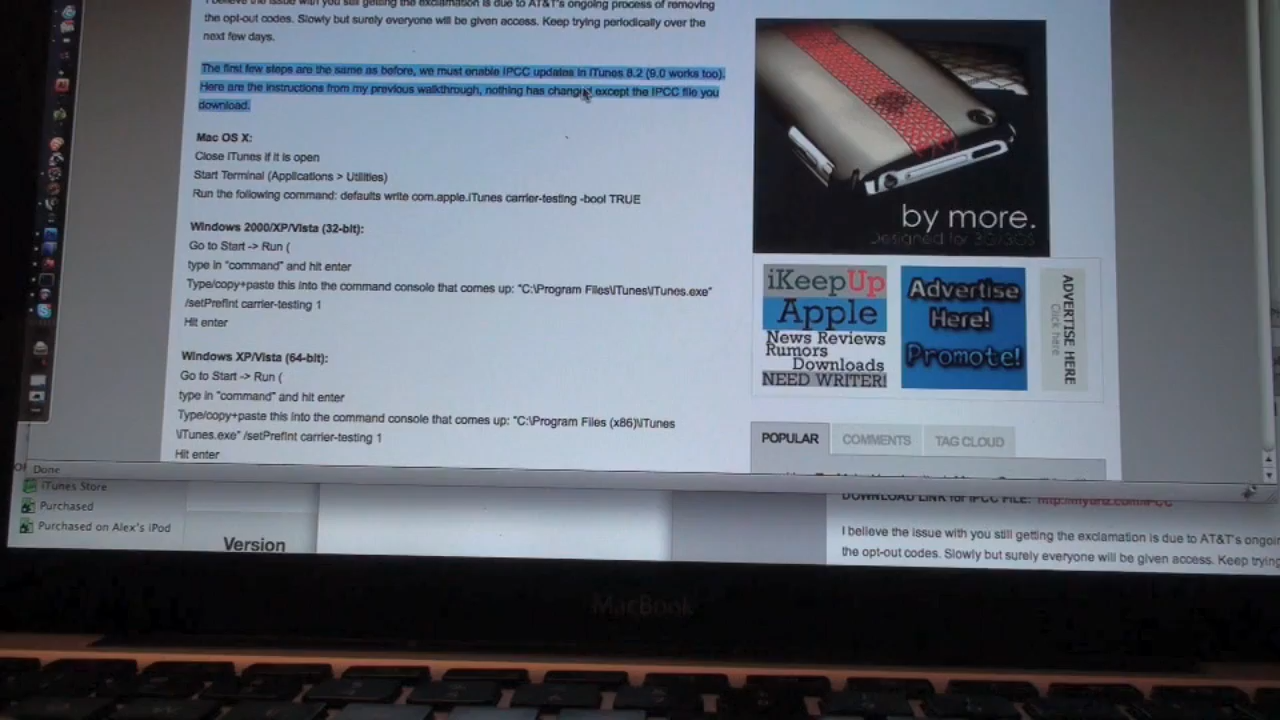 I believe the issue with you still getting the exclamation is due to AT&T's ongoing process of removing
the opt-out codes. Slowly but surely everyone will be given access. Keep trying periodically over the
next few days.
The first few steps are the same as before, we must enable IPCC updates in iTunes 8.2 (9.0 works too).
Here are the instructions from my previous walkthrough, nothing has changed except the IPCC file you
download.
Mac OS X:
Close iTunes if it is open
Start Terminal (Applications > Utilities)
Run the following command: defaults write com.apple.iTunes carrier-testing -bool TRUE
Windows 2000/XP/Vista (32-bit):
Go to Start -> Run (
type in "command" and hit enter
Type/copy+paste this into the command console that comes up: "C:\Program Files\iTunes\iTunes.exe"
/setPrefInt carrier-testing 1
Hit enter
Windows XP/Vista (64-bit):
Go to Start -> Run (
type in "command" and hit enter
Type/copy+paste this into the command console that comes up: "C:\Program Files (x86)\iTunes
\iTunes.exe" /setPrefInt carrier-testing 1
Hit enter
by more.
Designed for 3G/3GS
iKeepUp
Apple
News Reviews
Rumors
Downloads
NEED WRITER!
Advertise
Here!
Promote!
ADVERTISE HERE
Click here
POPULAR
COMMENTS
TAG CLOUD
Done
iTunes Store
Purchased
Purchased on Alex's iPod
Version
DOWNLOAD LINK for IPCC FILE:
I believe the issue with you still getting the exclamation is due to AT&T's
the opt-out codes. Slowly but surely everyone will be given access. Keep trying
MacBook